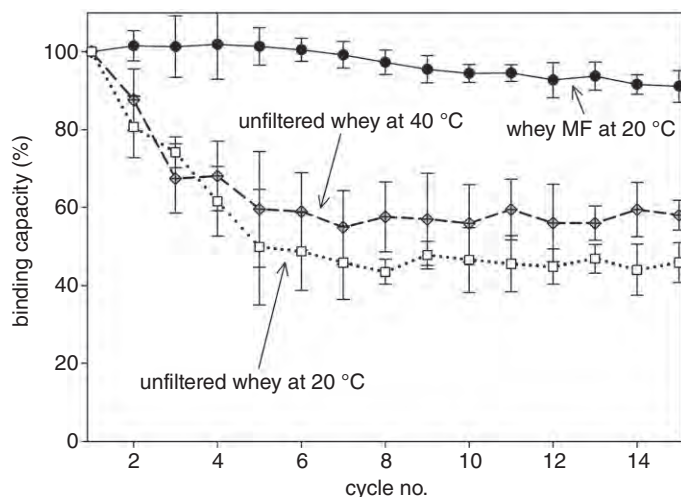 100
80
60
40
20
0
binding capacity (%)
unfiltered whey at 40 °C
whey MF at 20 °C
unfiltered whey at 20 °C
2
4
6
8
10
12
14
cycle no.